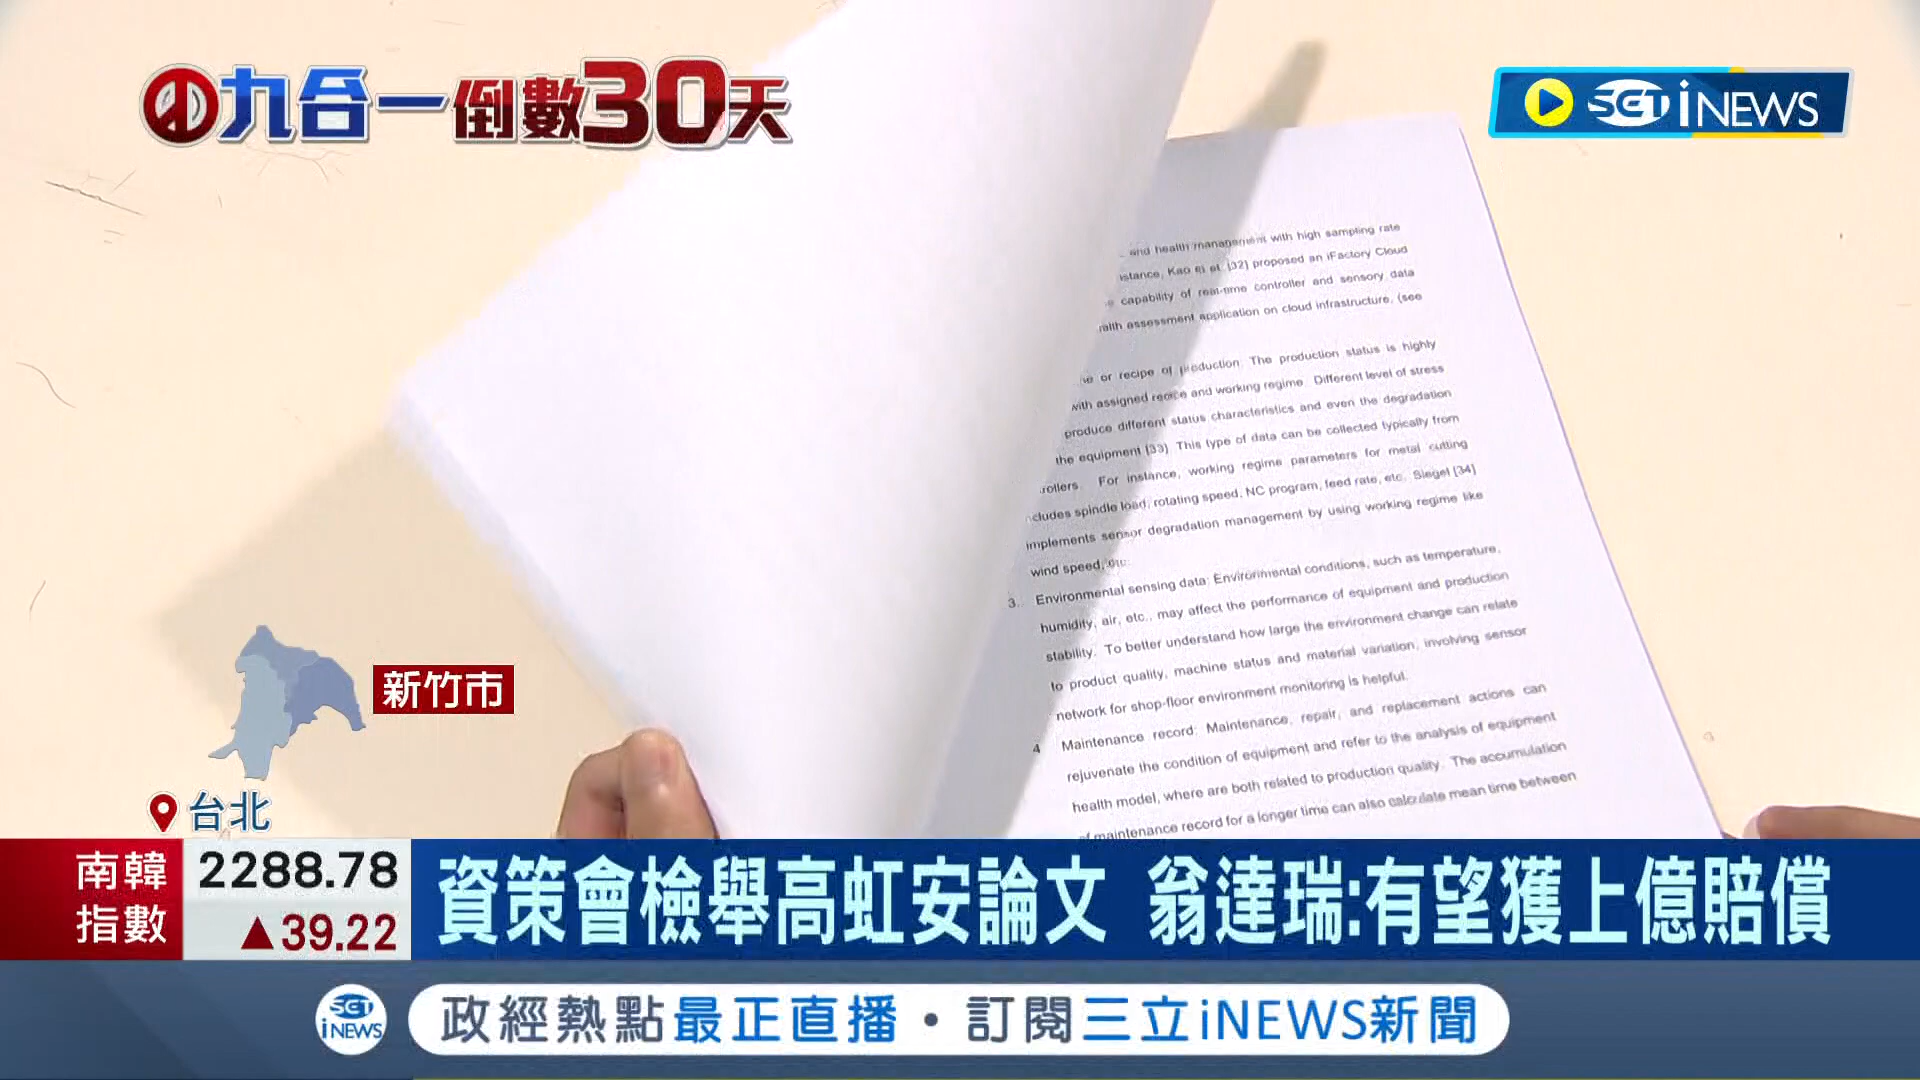 九合一倒數30天
SET iNEWS
and health management with high sampling rate
Kao et al. [32] proposed an iFactory Cloud
capability of real-time controller and sensory data
assessment application on cloud infrastructure, (see
or recipe of production: The production status is highly
with assigned recipe and working regime. Different level of stress
produce different status characteristics and even the degradation
the equipment [33]. This type of data can be collected typically from
For instance, working regime parameters for metal cutting
spindle load, rotating speed, NC program, feed rate, etc. Siegel [34]
implements sensor degradation management by using working regime like
wind speed, etc.
3. Environmental sensing data: Environmental conditions, such as temperature,
humidity, air, etc., may affect the performance of equipment and production
stability. To better understand how large the environment change can relate
to product quality, machine status and material variation, involving sensor
network for shop-floor environment monitoring is helpful.
4 Maintenance record: Maintenance, repair, and replacement actions can
rejuvenate the condition of equipment and refer to the analysis of equipment
health model, where are both related to production quality. The accumulation
of maintenance record for a longer time can also calculate mean time between
新竹市
台北
南韓
指數
2288.78
▲39.22
資策會檢舉高虹安論文 翁達瑞:有望獲上億賠償
SET
iNEWS
政經熱點最正直播・訂閱三立iNEWS新聞